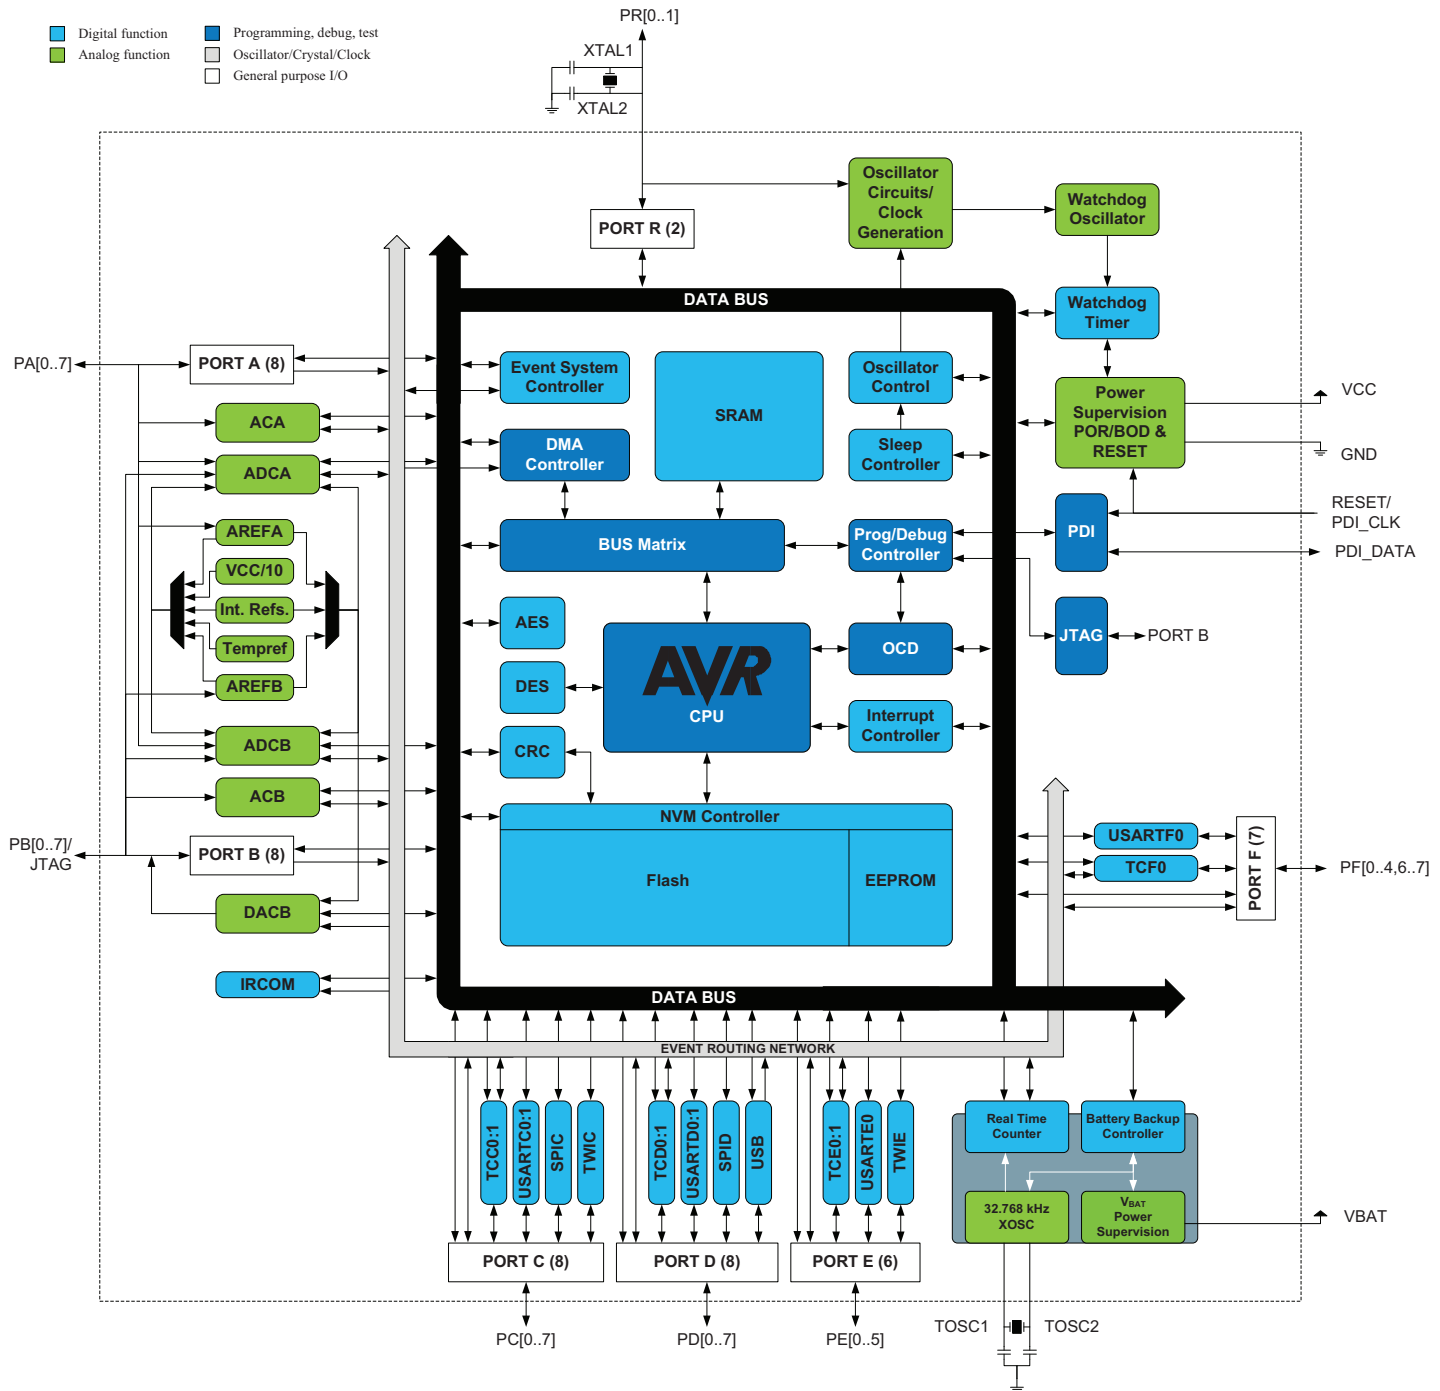 PR[0..1]
Digital function
Analog function
Programming, debug, test
Oscillator/Crystal/Clock
General purpose I/O
XTAL1
XTAL2
Oscillator
Circuits/
Clock
Generation
Watchdog
Oscillator
PORT R (2)
DATA BUS
Watchdog
Timer
PA[0..7]
PORT A (8)
Event System
Controller
SRAM
Oscillator
Control
Power
Supervision
POR/BOD &
RESET
VCC
GND
ACA
DMA
Controller
Sleep
Controller
ADCA
RESET/
PDI_CLK
AREFA
BUS Matrix
Prog/Debug
Controller
PDI
PDI_DATA
VCC/10
Int. Refs.
AES
Tempref
AVR
CPU
OCD
JTAG
PORT B
AREFB
DES
ADCB
CRC
Interrupt
Controller
ACB
NVM Controller
Flash
EEPROM
PB[0..7]/
JTAG
PORT B (8)
USARTF0
TCF0
PORT F (7)
PF[0..4,6..7]
DACB
IRCOM
DATA BUS
EVENT ROUTING NETWORK
TCC0:1
USARTC0:1
SPIC
TWIC
TCD0:1
USARTD0:1
SPID
USB
TCE0:1
USARTE0
TWIE
Real Time
Counter
Battery Backup
Controller
32.768 kHz
XOSC
VBAT
Power
Supervision
VBAT
PORT C (8)
PORT D (8)
PORT E (6)
PC[0..7]
PD[0..7]
PE[0..5]
TOSC1
TOSC2